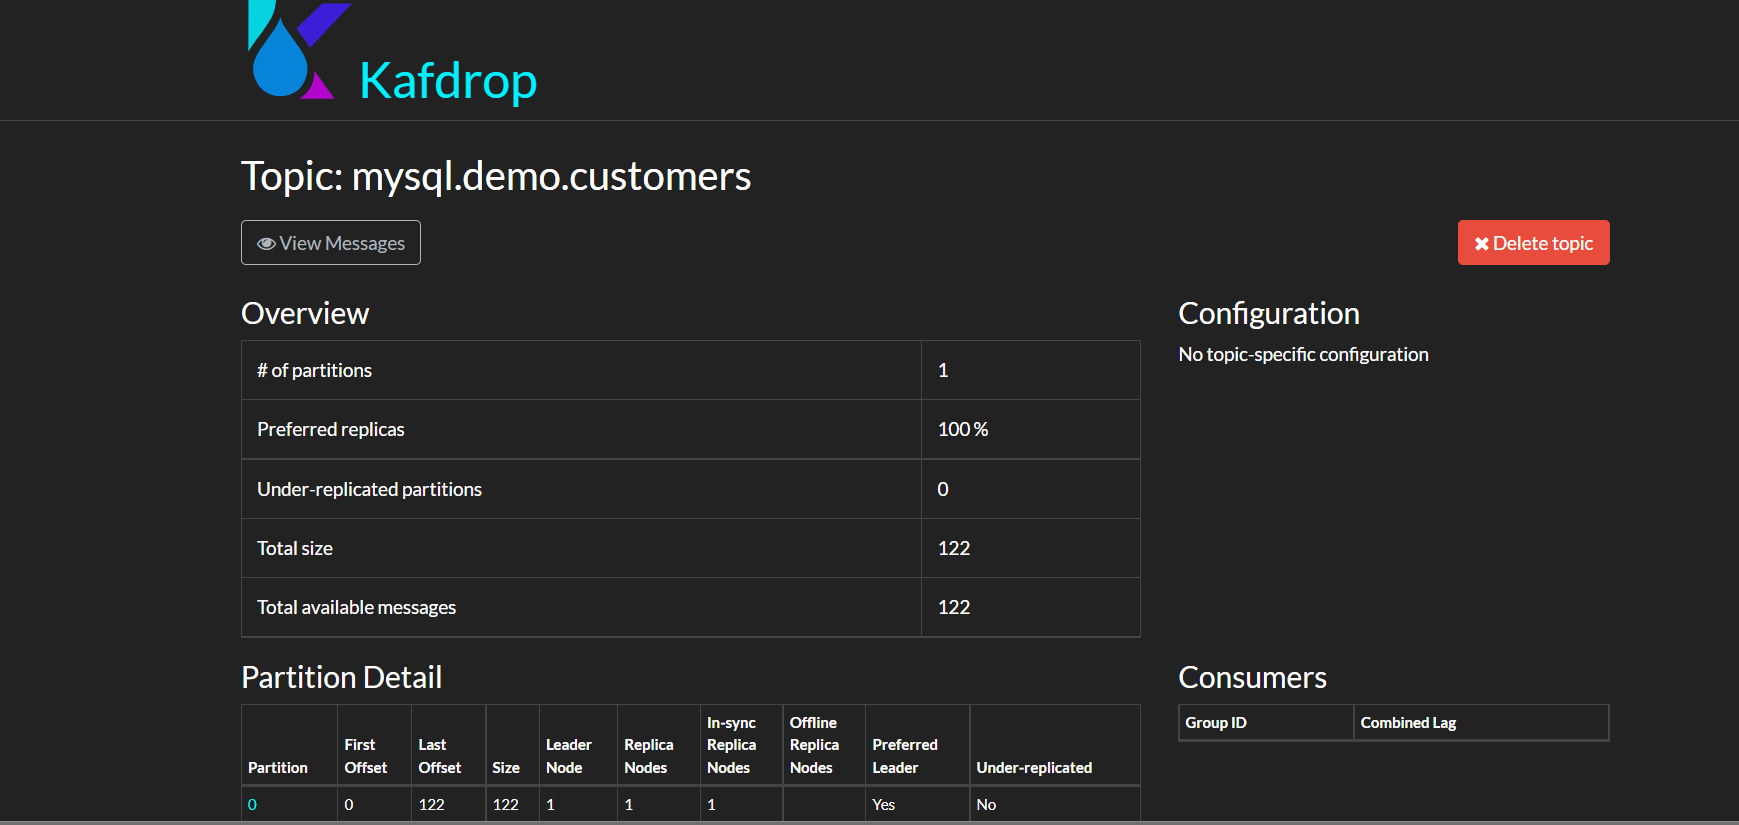 Kafdrop
Topic: mysql.demo.customers
View Messages
Delete topic
Overview
# of partitions 1
Preferred replicas 100 %
Under-replicated partitions 0
Total size 122
Total available messages 122
Configuration
No topic-specific configuration
Partition Detail
Partition First Offset Last Offset Size Leader Node Replica Nodes In-sync Replica Nodes Offline Replica Nodes Preferred Leader Under-replicated
0 0 122 122 1 1 1 Yes No
Consumers
Group ID Combined Lag